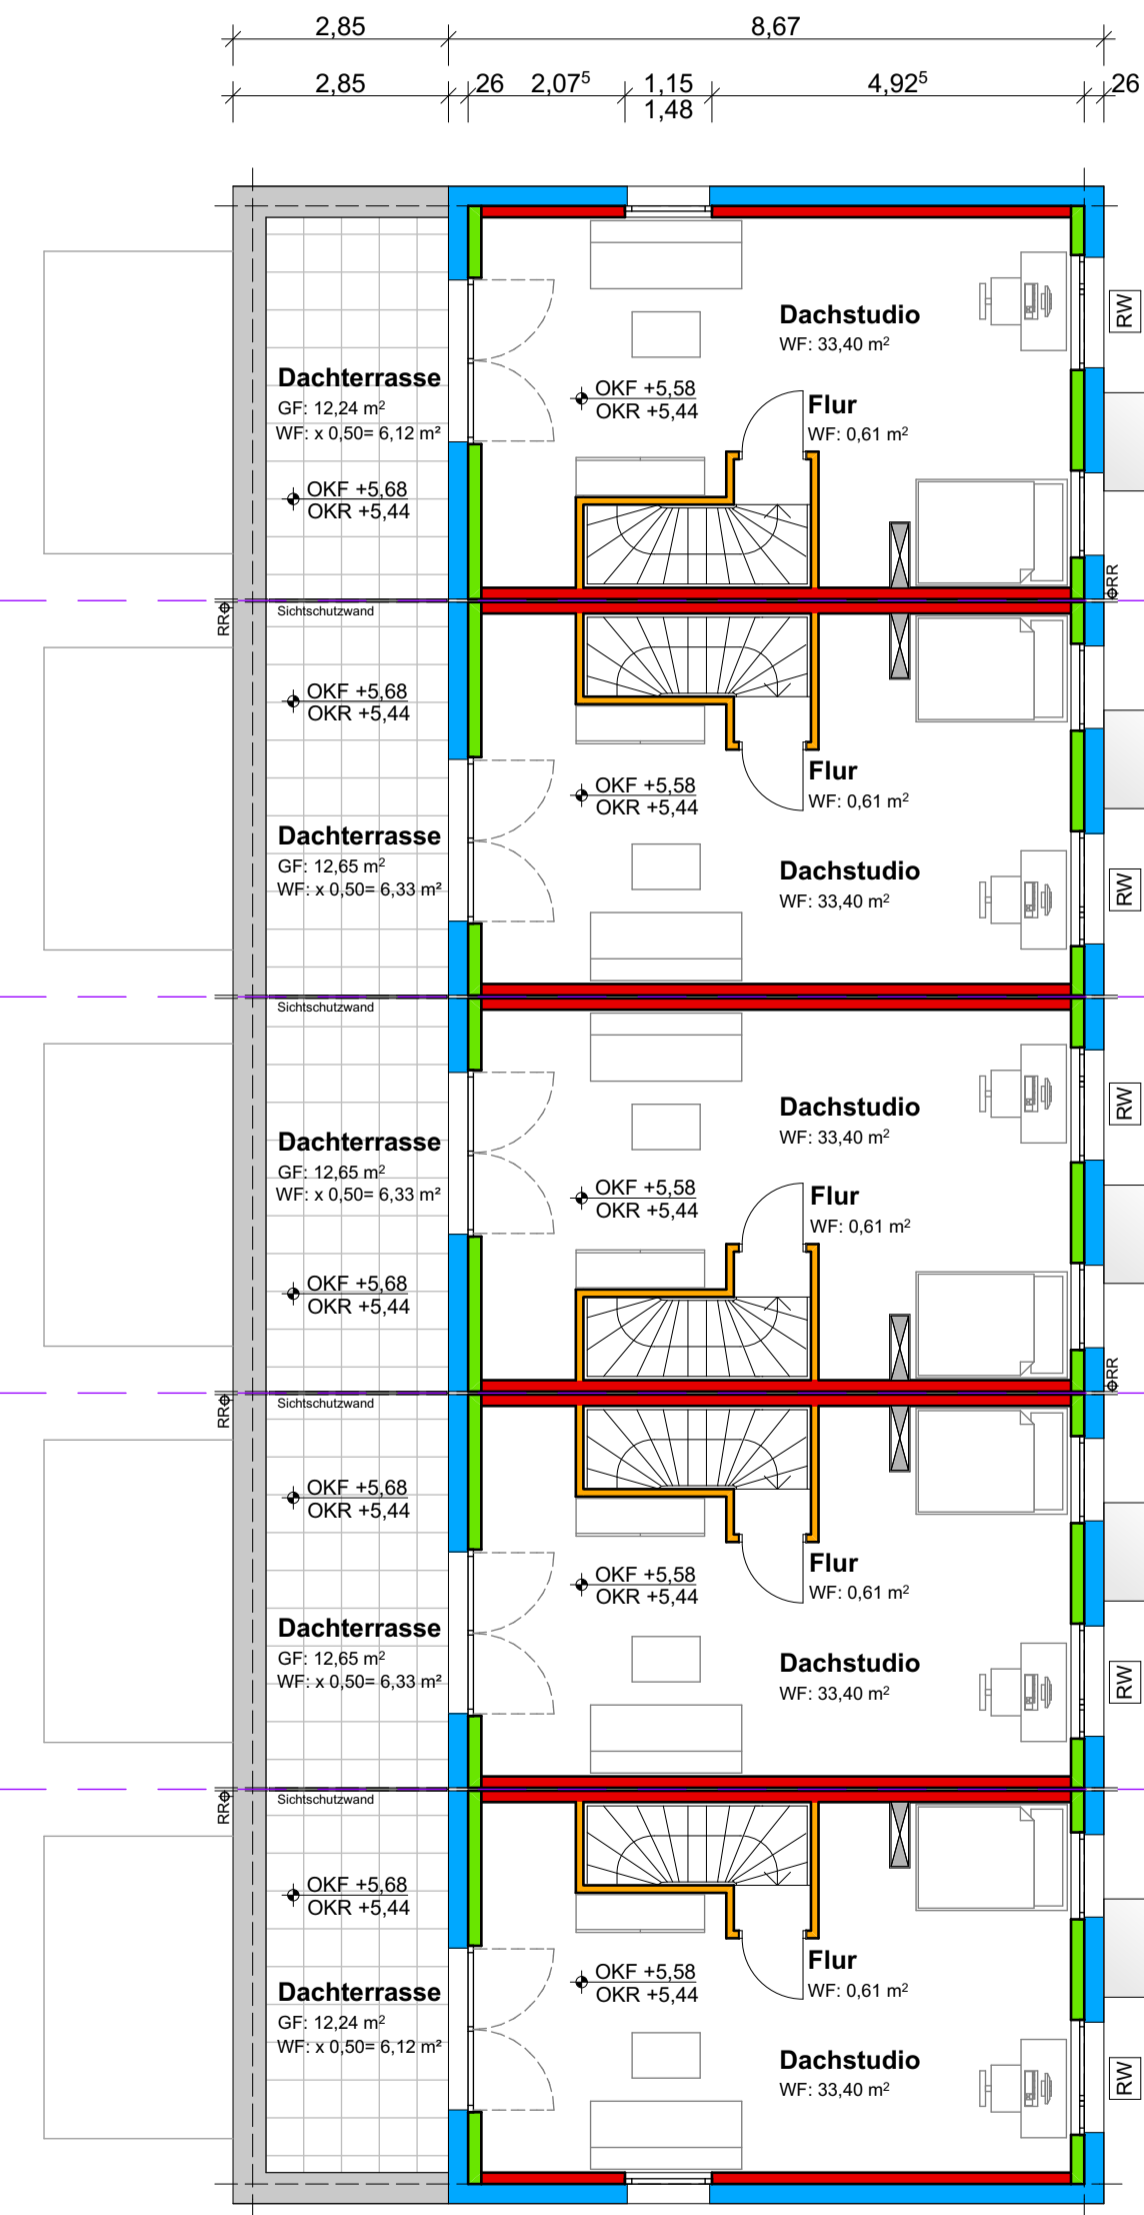 2,85 8,67
2,85 26 2,07⁵ 1,15 4,92⁵ 26
1,48
Dachstudio
WF: 33,40 m²
RW
Dachterrasse
GF: 12,24 m²
WF: x 0,50= 6,12 m²
OKF +5,58
OKR +5,44
Flur
WF: 0,61 m²
OKF +5,68
OKR +5,44
RR
RR
Sichtschutzwand
OKF +5,68
OKR +5,44
Flur
WF: 0,61 m²
OKF +5,58
OKR +5,44
Dachterrasse
GF: 12,65 m²
WF: x 0,50= 6,33 m²
Dachstudio
WF: 33,40 m²
RW
Sichtschutzwand
Dachstudio
WF: 33,40 m²
RW
Dachterrasse
GF: 12,65 m²
WF: x 0,50= 6,33 m²
OKF +5,58
OKR +5,44
Flur
WF: 0,61 m²
OKF +5,68
OKR +5,44
RR
RR
Sichtschutzwand
OKF +5,68
OKR +5,44
Flur
WF: 0,61 m²
OKF +5,58
OKR +5,44
Dachterrasse
GF: 12,65 m²
WF: x 0,50= 6,33 m²
Dachstudio
WF: 33,40 m²
RW
RR
Sichtschutzwand
OKF +5,68
OKR +5,44
Flur
WF: 0,61 m²
OKF +5,58
OKR +5,44
Dachterrasse
GF: 12,24 m²
WF: x 0,50= 6,12 m²
Dachstudio
WF: 33,40 m²
RW